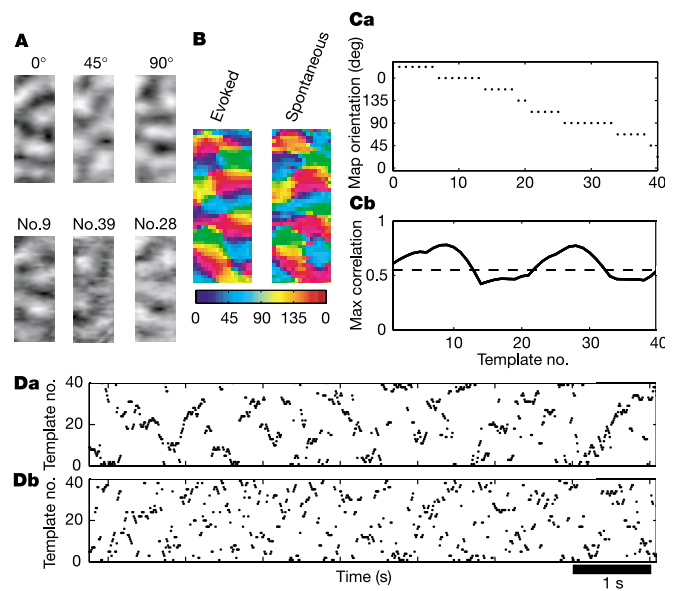 A
0° 45° 90°
No.9 No.39 No.28
B
Evoked Spontaneous
0 45 90 135 0
Ca
Map orientation (deg)
0
135
90
45
0
0 10 20 30 40
Cb
Max correlation
1
0.5
0
10 20 30 40
Template no.
Da
Template no.
40
20
0
Db
Template no.
40
20
0
Time (s)
1 s